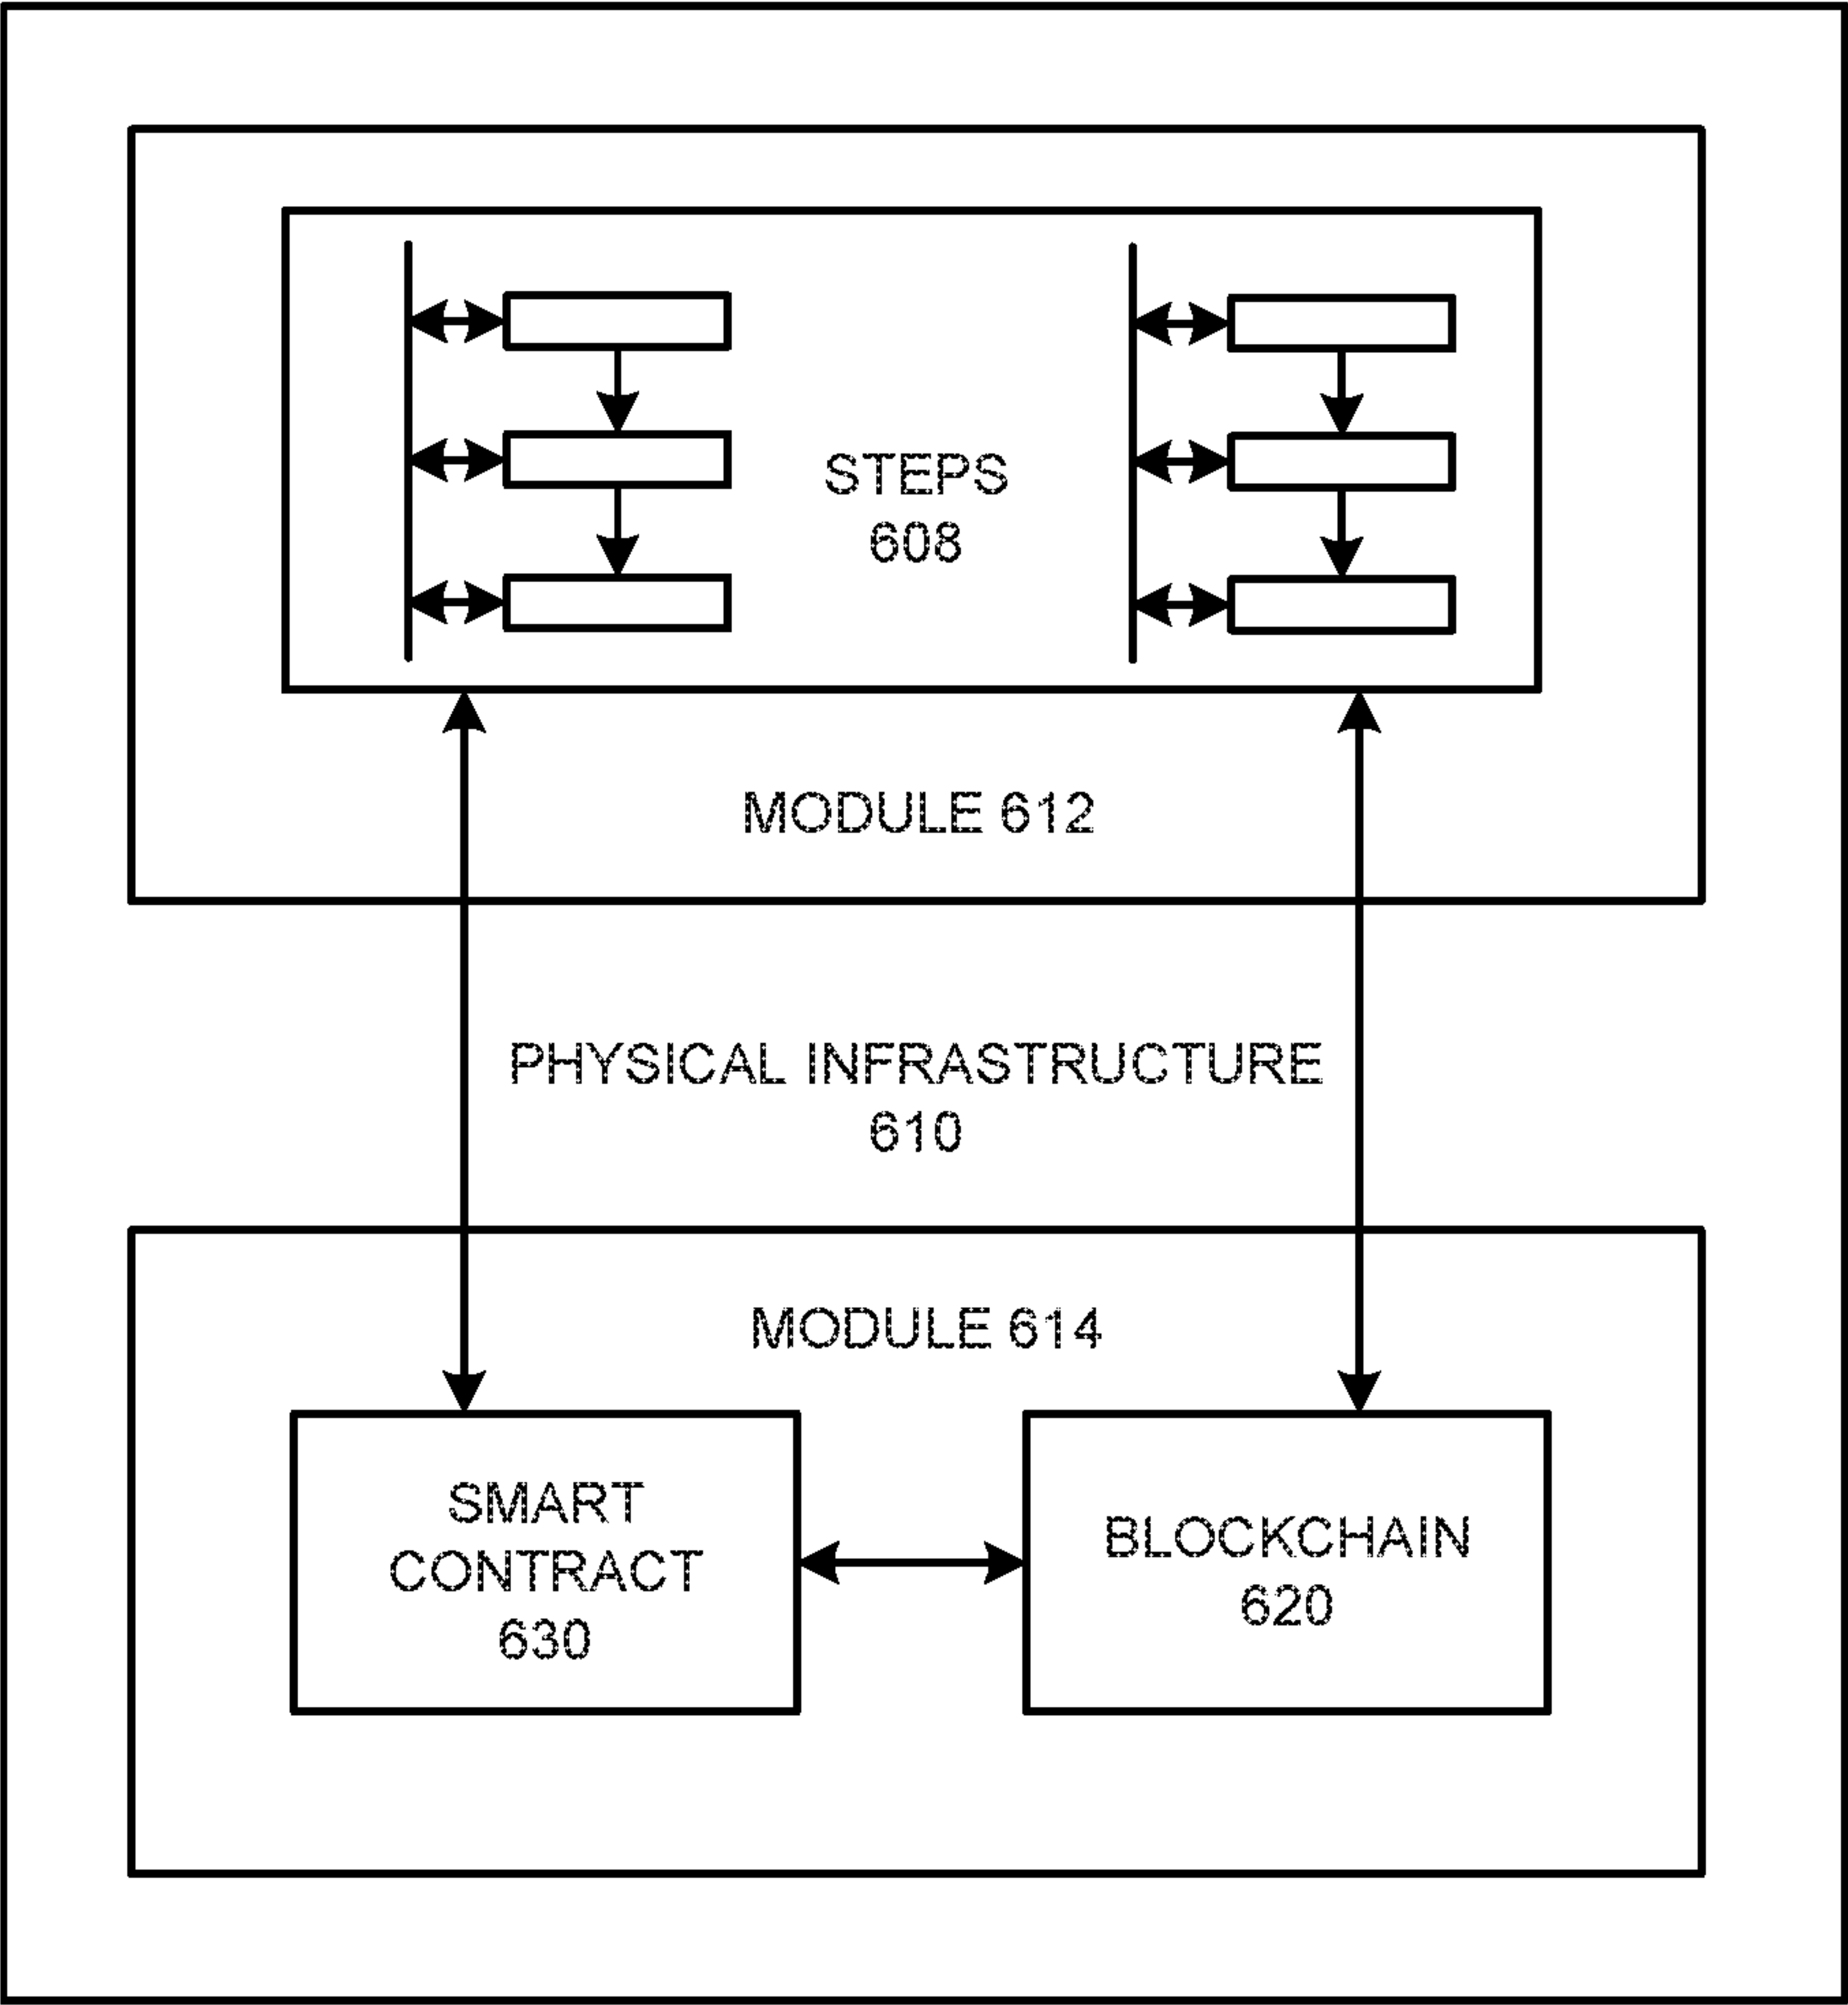 STEPS
608
MODULE 612
PHYSICAL INFRASTRUCTURE
610
MODULE 614
SMART
CONTRACT
630
BLOCKCHAIN
620